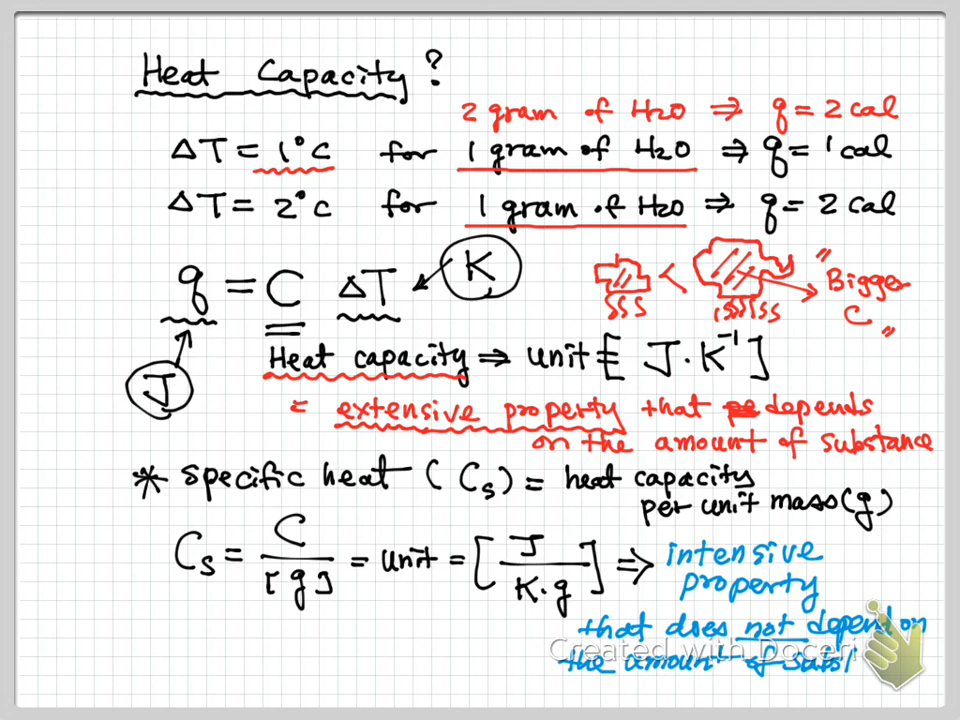 Heat Capacity?
2 gram of H2O ⇒ q = 2 cal
ΔT = 1°C for 1 gram of H2O ⇒ q = 1 cal
ΔT = 2°C for 1 gram of H2O ⇒ q = 2 cal
q = C ΔT ← K
< "Bigger
C"
J
Heat capacity ⇒ unit = [J·K⁻¹]
= extensive property that depends
on the amount of substance
* specific heat (Cs) = heat capacity
per unit mass (g)
Cs = C / [g] = unit = [J / K·g] ⇒ intensive
property
that does not depend on
the amount of subst
Created with Doceri